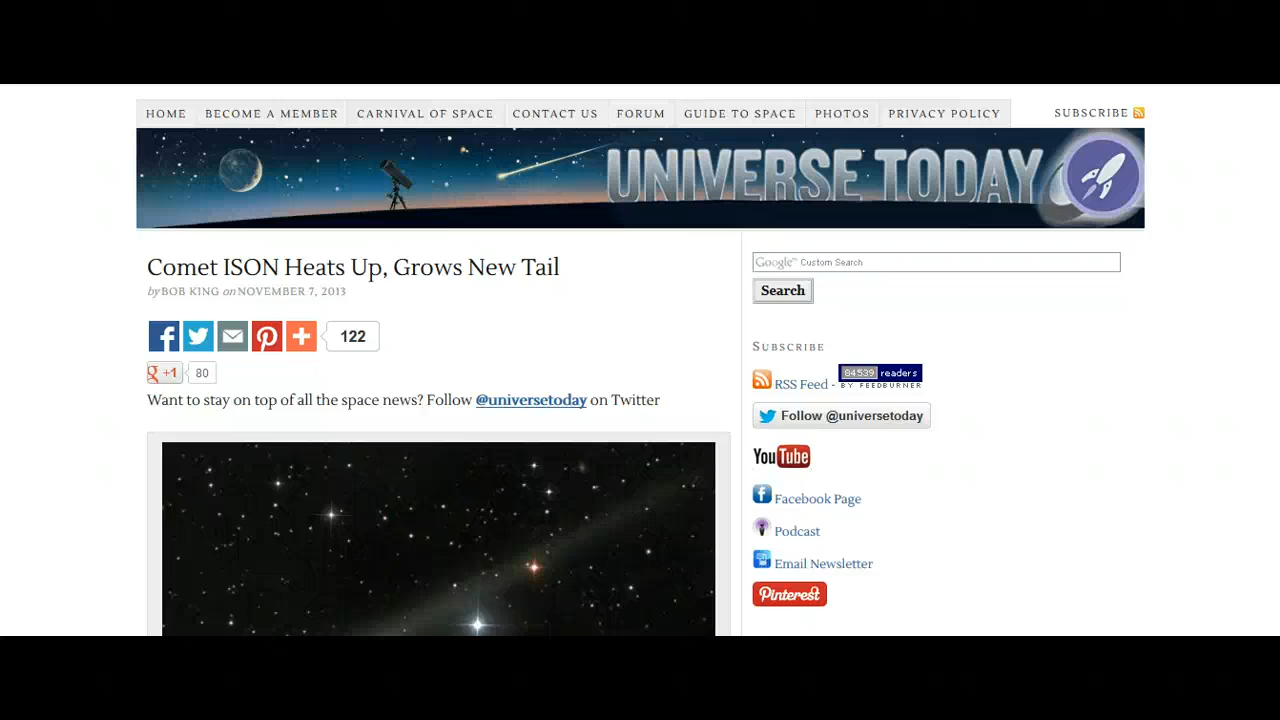 HOME BECOME A MEMBER CARNIVAL OF SPACE CONTACT US FORUM GUIDE TO SPACE PHOTOS PRIVACY POLICY SUBSCRIBE
UNIVERSE TODAY
Comet ISON Heats Up, Grows New Tail
by BOB KING on NOVEMBER 7, 2013
122
g +1 80
Want to stay on top of all the space news? Follow @universetoday on Twitter
Google™ Custom Search
Search
SUBSCRIBE
RSS Feed - 84539 readers
BY FEEDBURNER
Follow @universetoday
YouTube
Facebook Page
Podcast
Email Newsletter
Pinterest